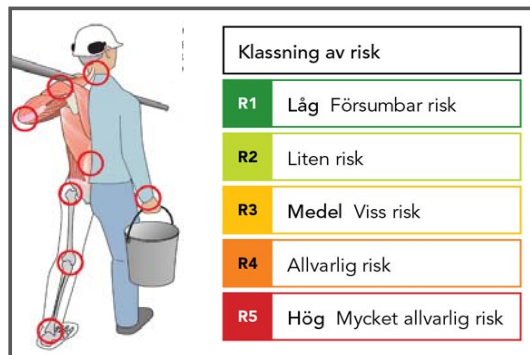 Klassning av risk
R1 Låg Försumbar risk
R2 Liten risk
R3 Medel Viss risk
R4 Allvarlig risk
R5 Hög Mycket allvarlig risk